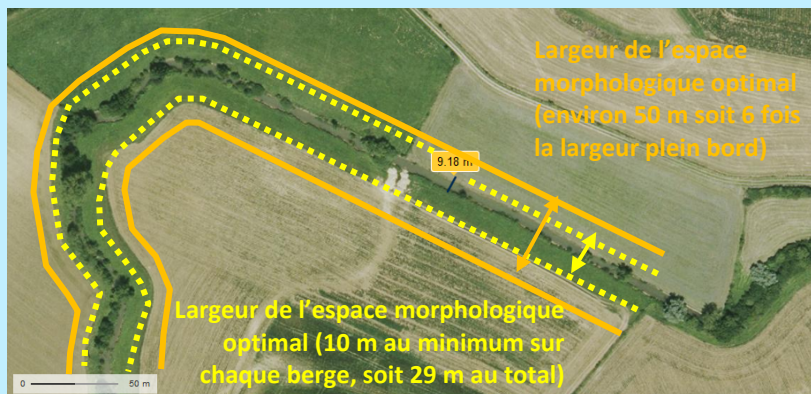 Largeur de l'espace
morphologique optimal
(environ 50 m soit 6 fois
la largeur plein bord)
9.18 m
Largeur de l'espace morphologique
optimal (10 m au minimum sur
chaque berge, soit 29 m au total)
0 50 m